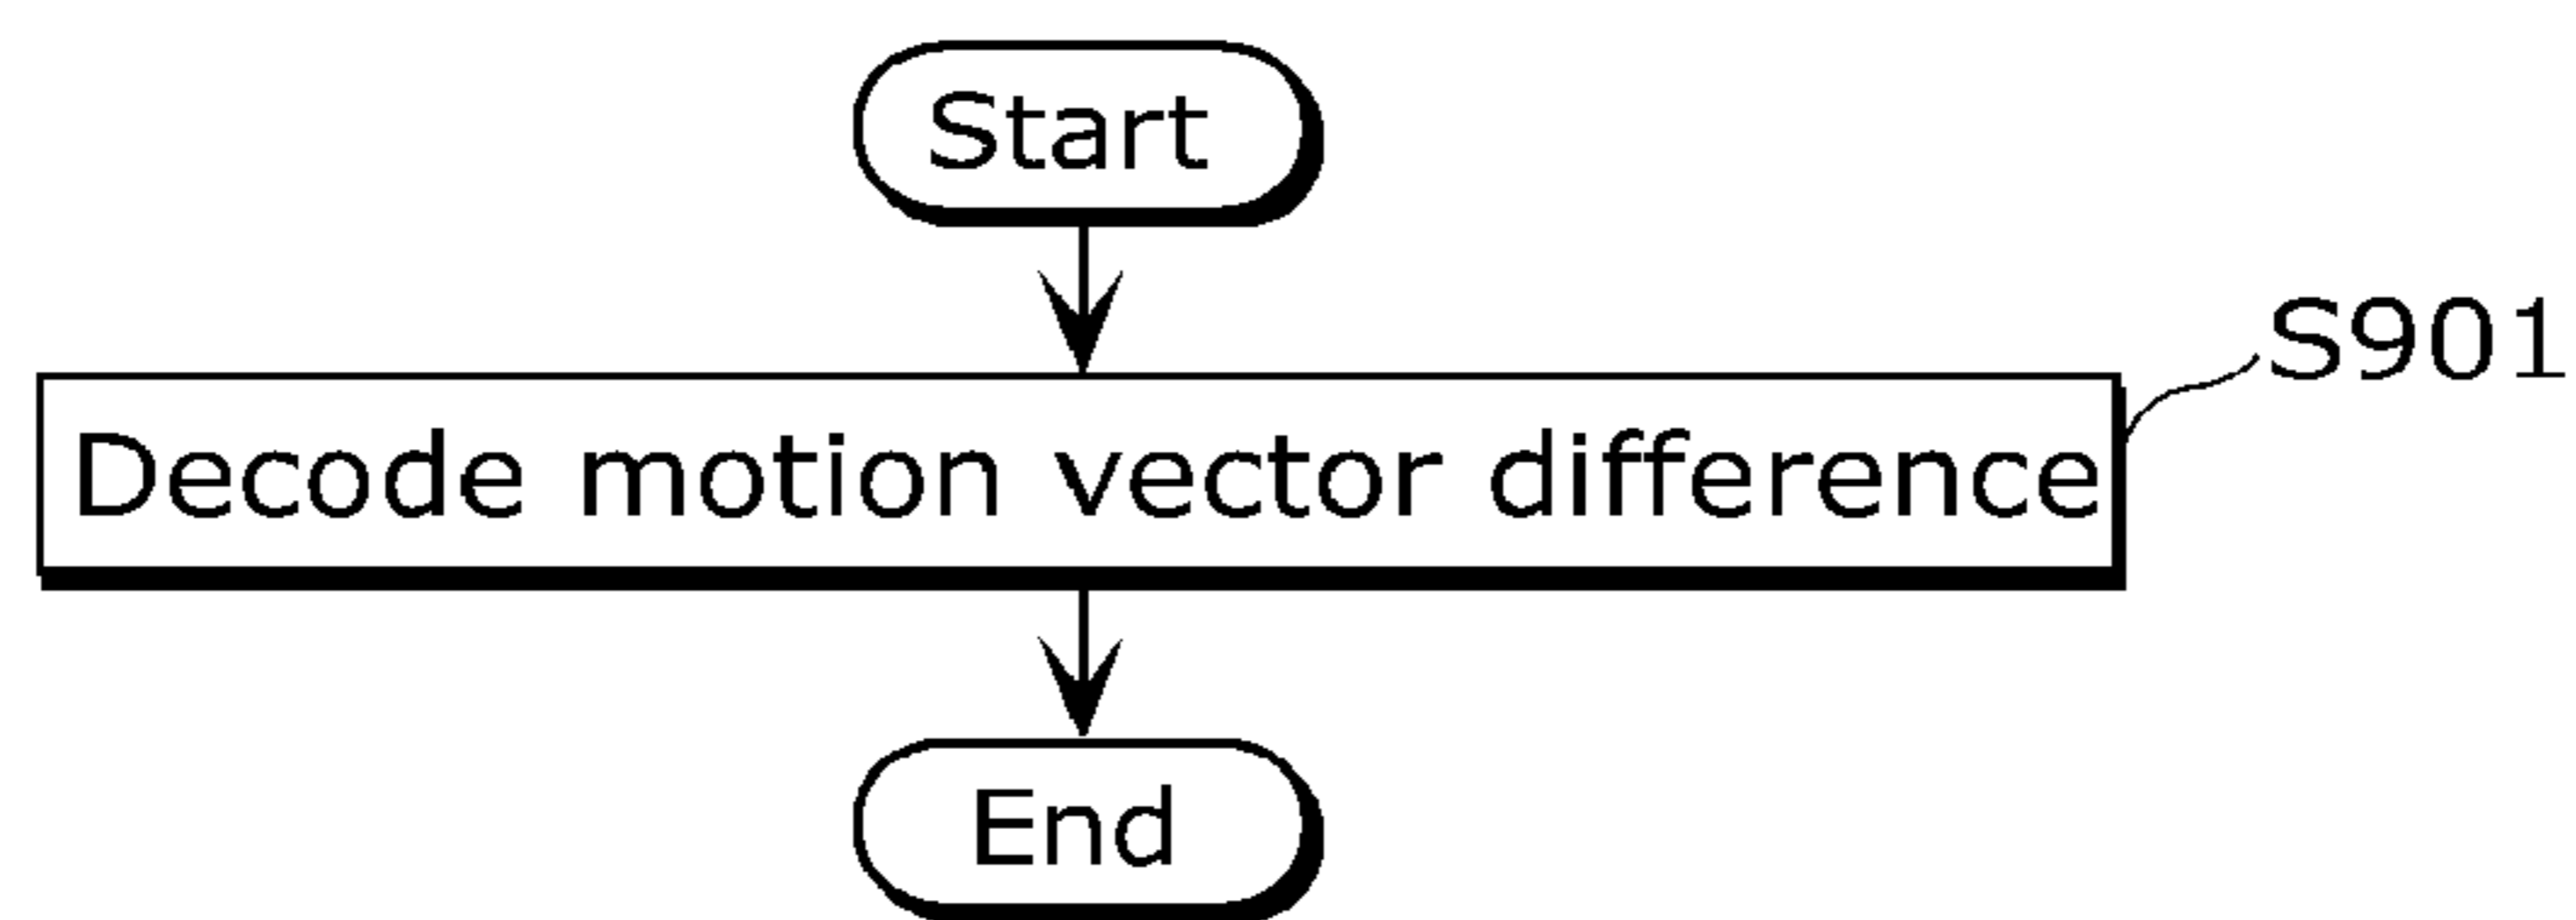 Start
S901
Decode motion vector difference
End